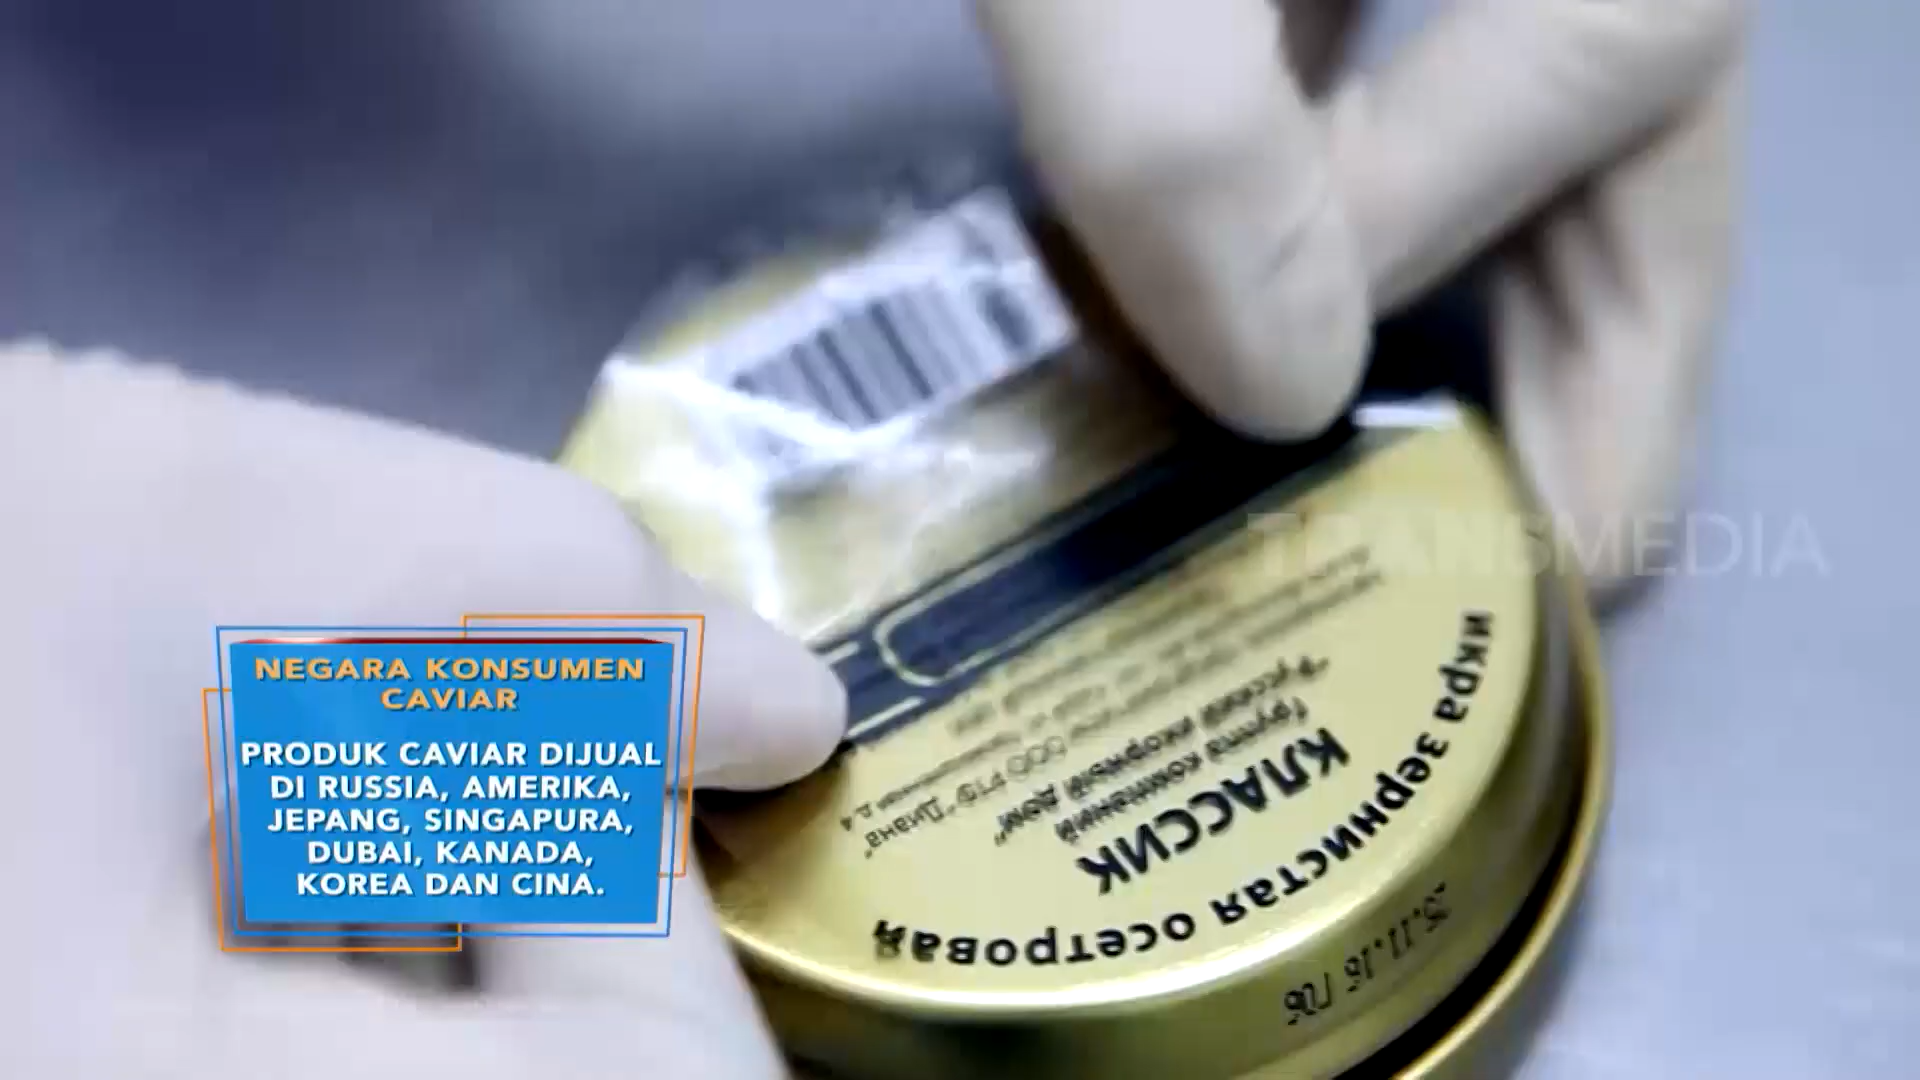 NEGARA KONSUMEN
CAVIAR
PRODUK CAVIAR DIJUAL
DI RUSSIA, AMERIKA,
JEPANG, SINGAPURA,
DUBAI, KANADA,
KOREA DAN CINA.
TRANSMEDIA
икра зернистая осетровая
КЛАССИК
Группа компаний
"Русский икорный дом"
ООО РТФ "Диана"